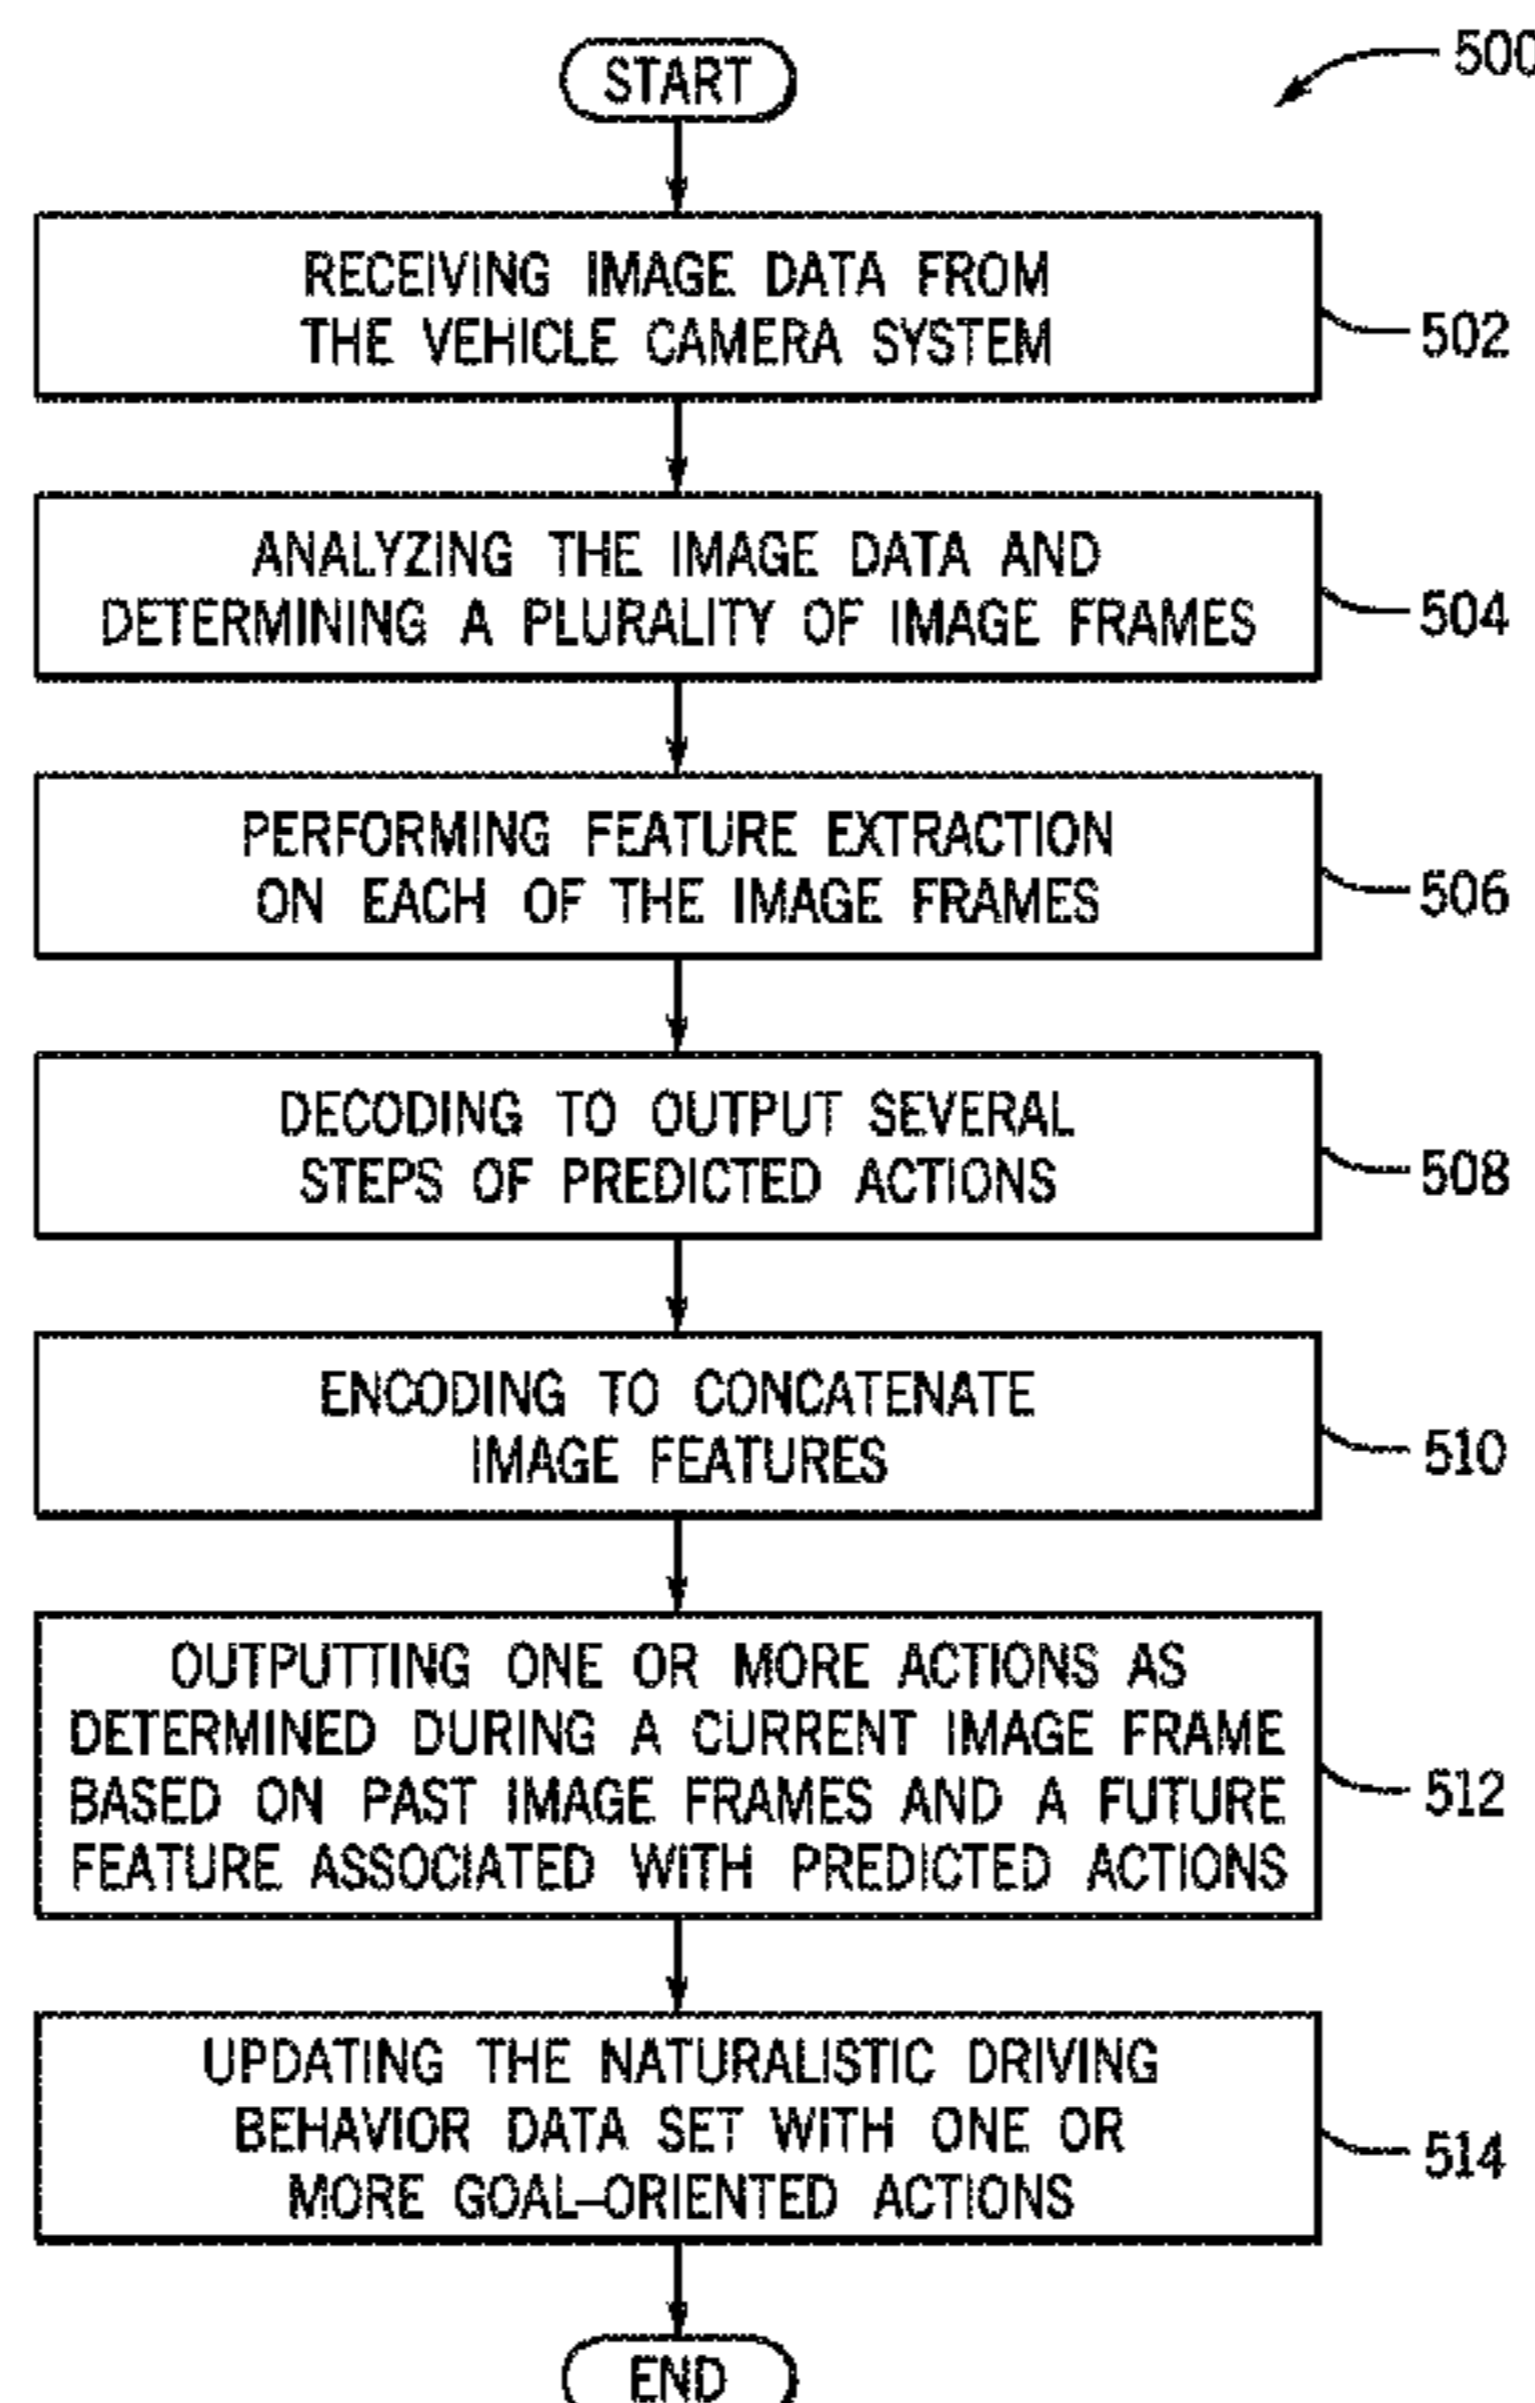 START
500
RECEIVING IMAGE DATA FROM
THE VEHICLE CAMERA SYSTEM
502
ANALYZING THE IMAGE DATA AND
DETERMINING A PLURALITY OF IMAGE FRAMES
504
PERFORMING FEATURE EXTRACTION
ON EACH OF THE IMAGE FRAMES
506
DECODING TO OUTPUT SEVERAL
STEPS OF PREDICTED ACTIONS
508
ENCODING TO CONCATENATE
IMAGE FEATURES
510
OUTPUTTING ONE OR MORE ACTIONS AS
DETERMINED DURING A CURRENT IMAGE FRAME
BASED ON PAST IMAGE FRAMES AND A FUTURE
FEATURE ASSOCIATED WITH PREDICTED ACTIONS
512
UPDATING THE NATURALISTIC DRIVING
BEHAVIOR DATA SET WITH ONE OR
MORE GOAL–ORIENTED ACTIONS
514
END